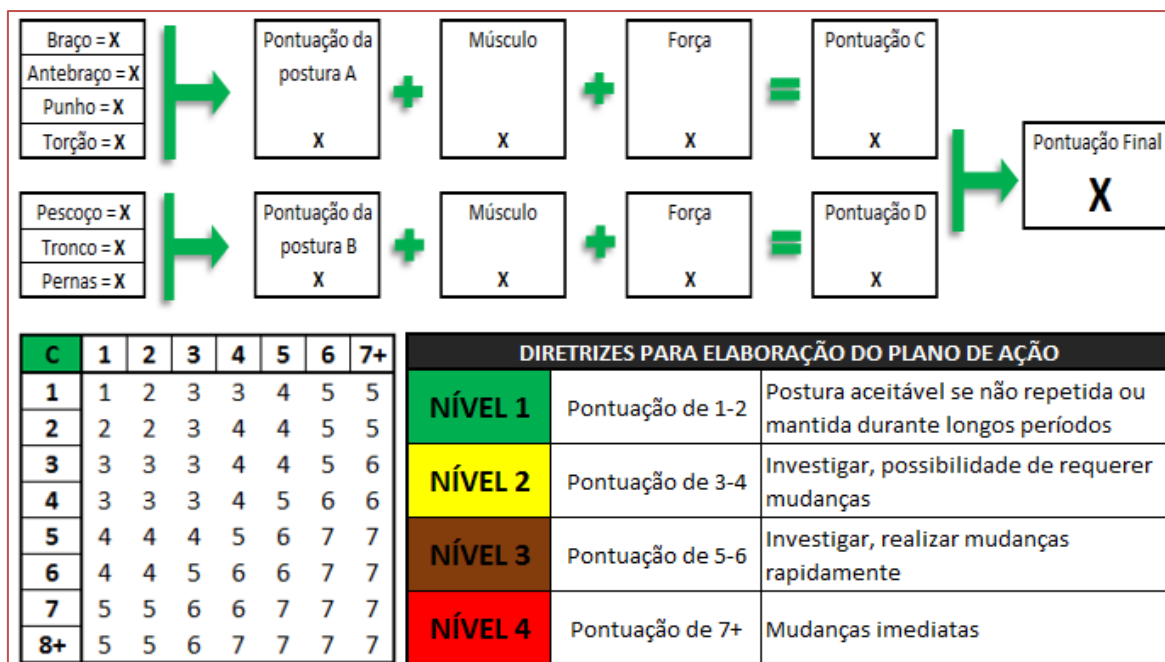 Braço = X
Antebraço = X
Punho = X
Torção = X
Pontuação da
postura A
X
Músculo
X
Força
X
Pontuação C
X
Pescoço = X
Tronco = X
Pernas = X
Pontuação da
postura B
X
Músculo
X
Força
X
Pontuação D
X
Pontuação Final
X
C 1 2 3 4 5 6 7+
1 1 2 3 3 4 5 5
2 2 2 3 4 4 5 5
3 3 3 3 4 4 5 6
4 3 3 3 4 5 6 6
5 4 4 4 5 6 7 7
6 4 4 5 6 6 7 7
7 5 5 6 6 7 7 7
8+ 5 5 6 7 7 7 7
DIRETRIZES PARA ELABORAÇÃO DO PLANO DE AÇÃO
NÍVEL 1 Pontuação de 1-2 Postura aceitável se não repetida ou
mantida durante longos períodos
NÍVEL 2 Pontuação de 3-4 Investigar, possibilidade de requerer
mudanças
NÍVEL 3 Pontuação de 5-6 Investigar, realizar mudanças
rapidamente
NÍVEL 4 Pontuação de 7+ Mudanças imediatas